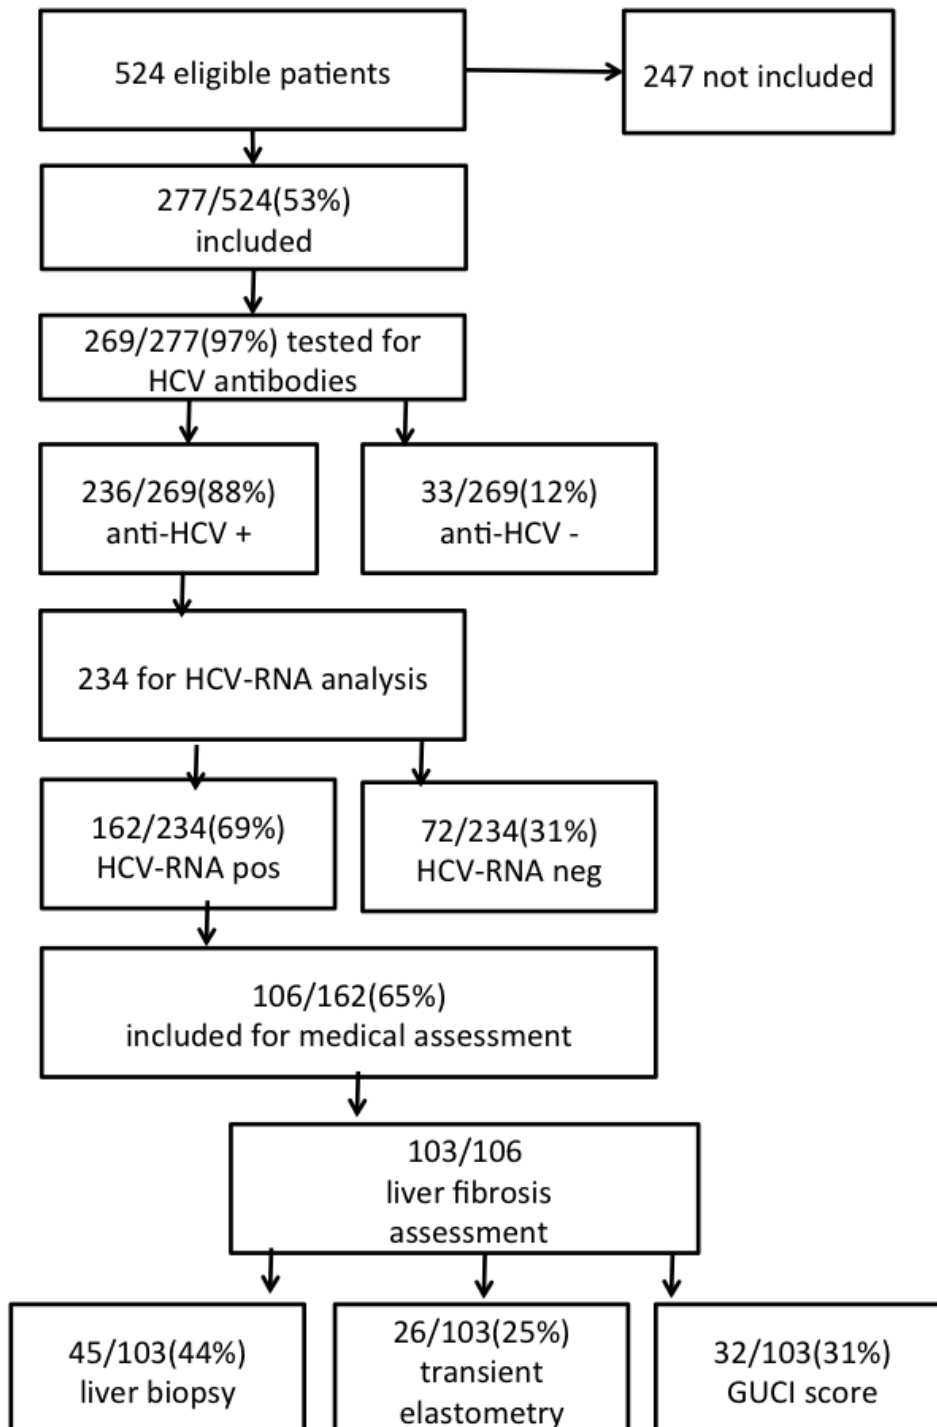 524 eligible patients
247 not included
277/524(53%)
included
269/277(97%) tested for
HCV antibodies
236/269(88%)
anti-HCV +
33/269(12%)
anti-HCV -
234 for HCV-RNA analysis
162/234(69%)
HCV-RNA pos
72/234(31%)
HCV-RNA neg
106/162(65%)
included for medical assessment
103/106
liver fibrosis
assessment
45/103(44%)
liver biopsy
26/103(25%)
transient
elastometry
32/103(31%)
GUCI score